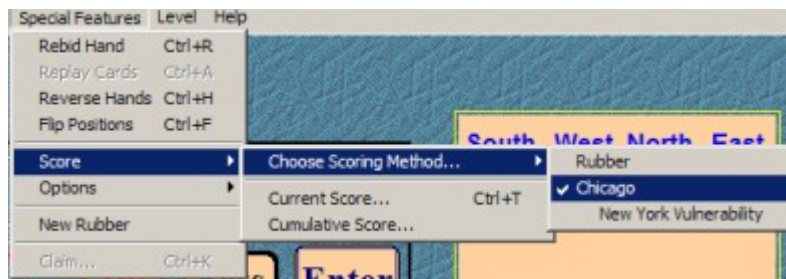 Special Features Level Help
Rebid Hand Ctrl+R
Replay Cards Ctrl+A
Reverse Hands Ctrl+H
Flip Positions Ctrl+F
South West North East
Score Choose Scoring Method... Rubber
Options Chicago
Current Score... Ctrl+T New York Vulnerability
New Rubber Cumulative Score...
Claim... Ctrl+K
Enter